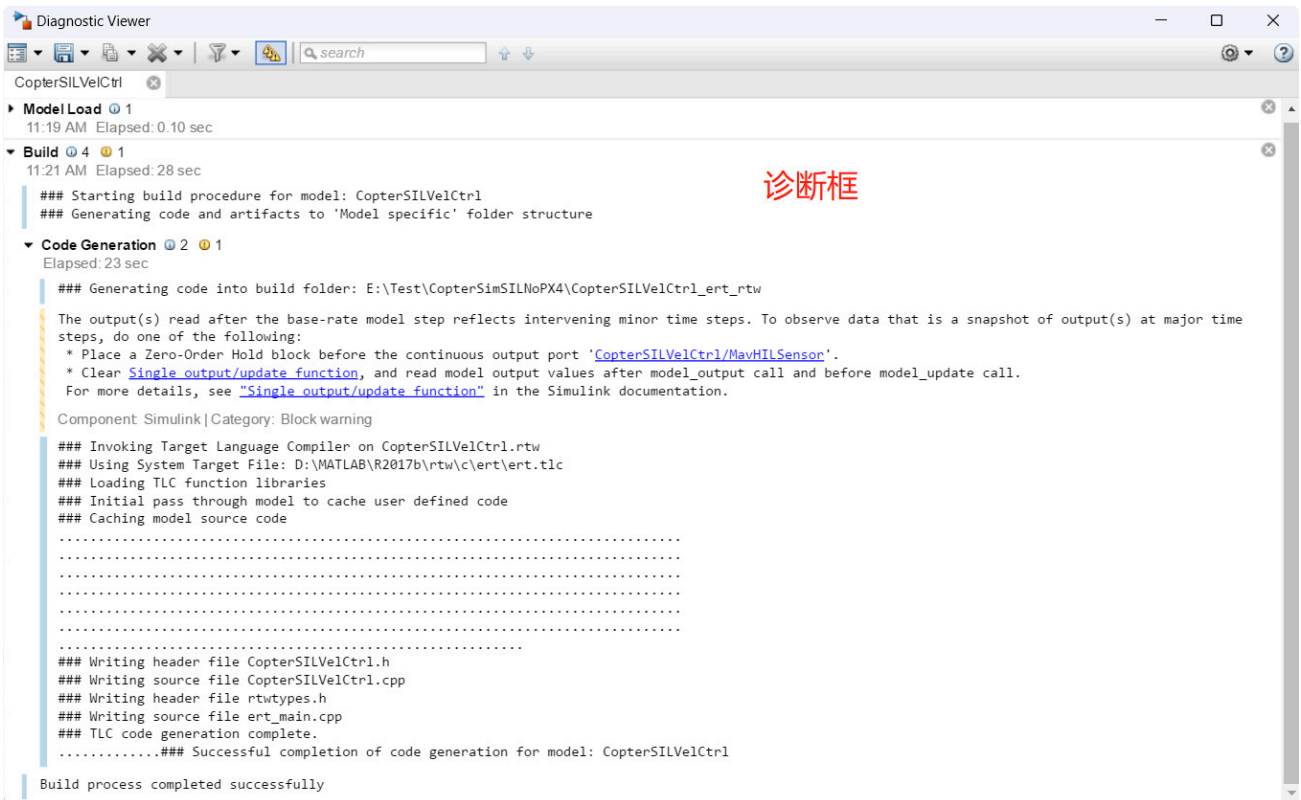 Diagnostic Viewer
search
CopterSILVelCtrl
Model Load 1
11:19 AM Elapsed: 0.10 sec
Build 4 1
11:21 AM Elapsed: 28 sec
诊断框
### Starting build procedure for model: CopterSILVelCtrl
### Generating code and artifacts to 'Model specific' folder structure
Code Generation 2 1
Elapsed: 23 sec
### Generating code into build folder: E:\Test\CopterSimSILNoPX4\CopterSILVelCtrl_ert_rtw
The output(s) read after the base-rate model step reflects intervening minor time steps. To observe data that is a snapshot of output(s) at major time
steps, do one of the following:
* Place a Zero-Order Hold block before the continuous output port 'CopterSILVelCtrl/MavHILSensor'.
* Clear Single output/update function, and read model output values after model_output call and before model_update call.
For more details, see "Single output/update function" in the Simulink documentation.
Component: Simulink | Category: Block warning
### Invoking Target Language Compiler on CopterSILVelCtrl.rtw
### Using System Target File: D:\MATLAB\R2017b\rtw\c\ert\ert.tlc
### Loading TLC function libraries
### Initial pass through model to cache user defined code
### Caching model source code
...............................................................................
...............................................................................
...............................................................................
...............................................................................
...............................................................................
...............................................................................
...........................................................
### Writing header file CopterSILVelCtrl.h
### Writing source file CopterSILVelCtrl.cpp
### Writing header file rtwtypes.h
### Writing source file ert_main.cpp
### TLC code generation complete.
.............### Successful completion of code generation for model: CopterSILVelCtrl
Build process completed successfully